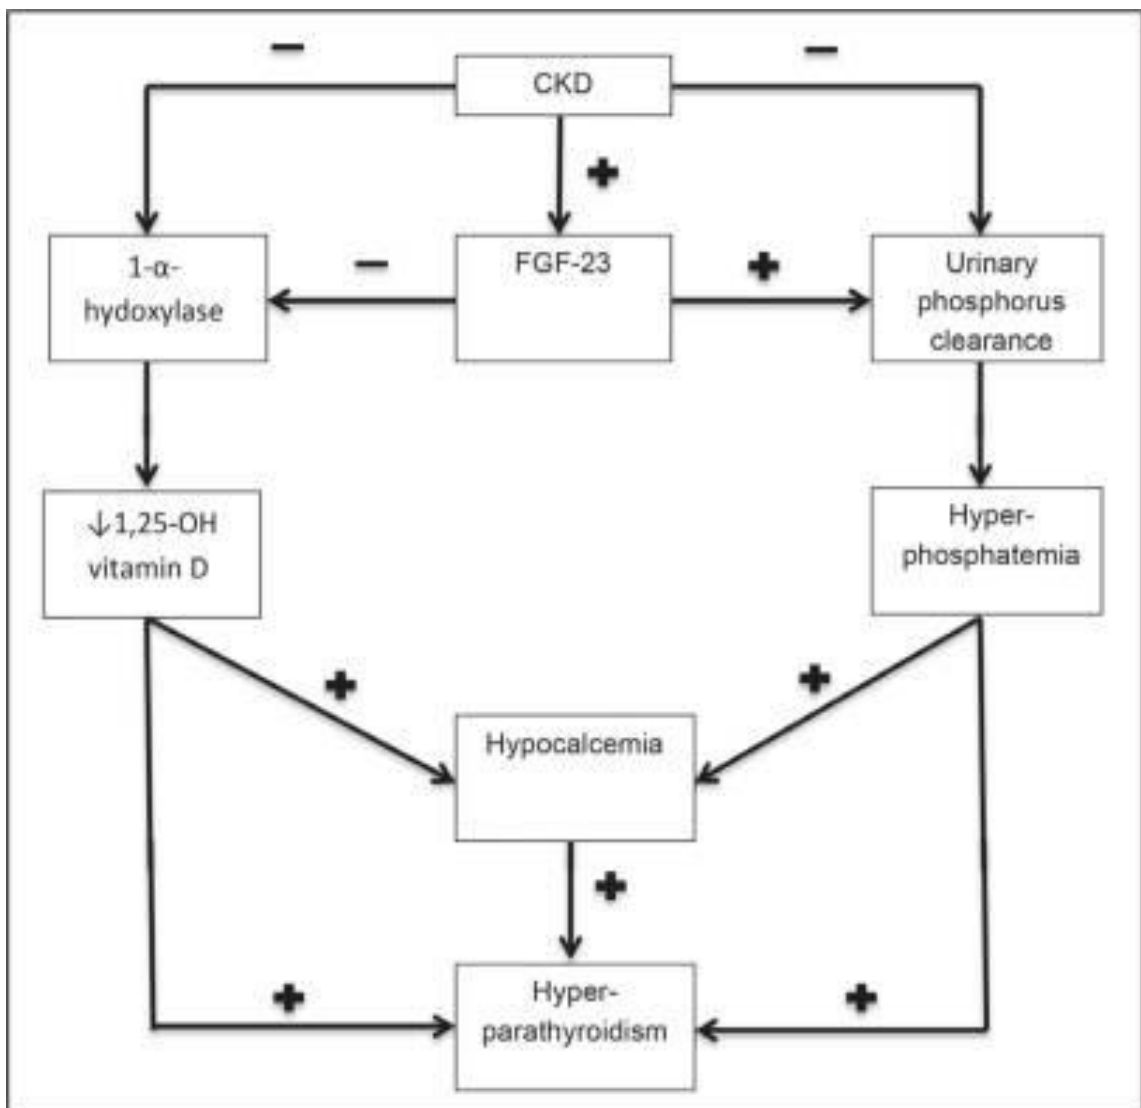 CKD
1-α-
hydoxylase
FGF-23
Urinary
phosphorus
clearance
↓1,25-OH
vitamin D
Hyper-
phosphatemia
Hypocalcemia
Hyper-
parathyroidism